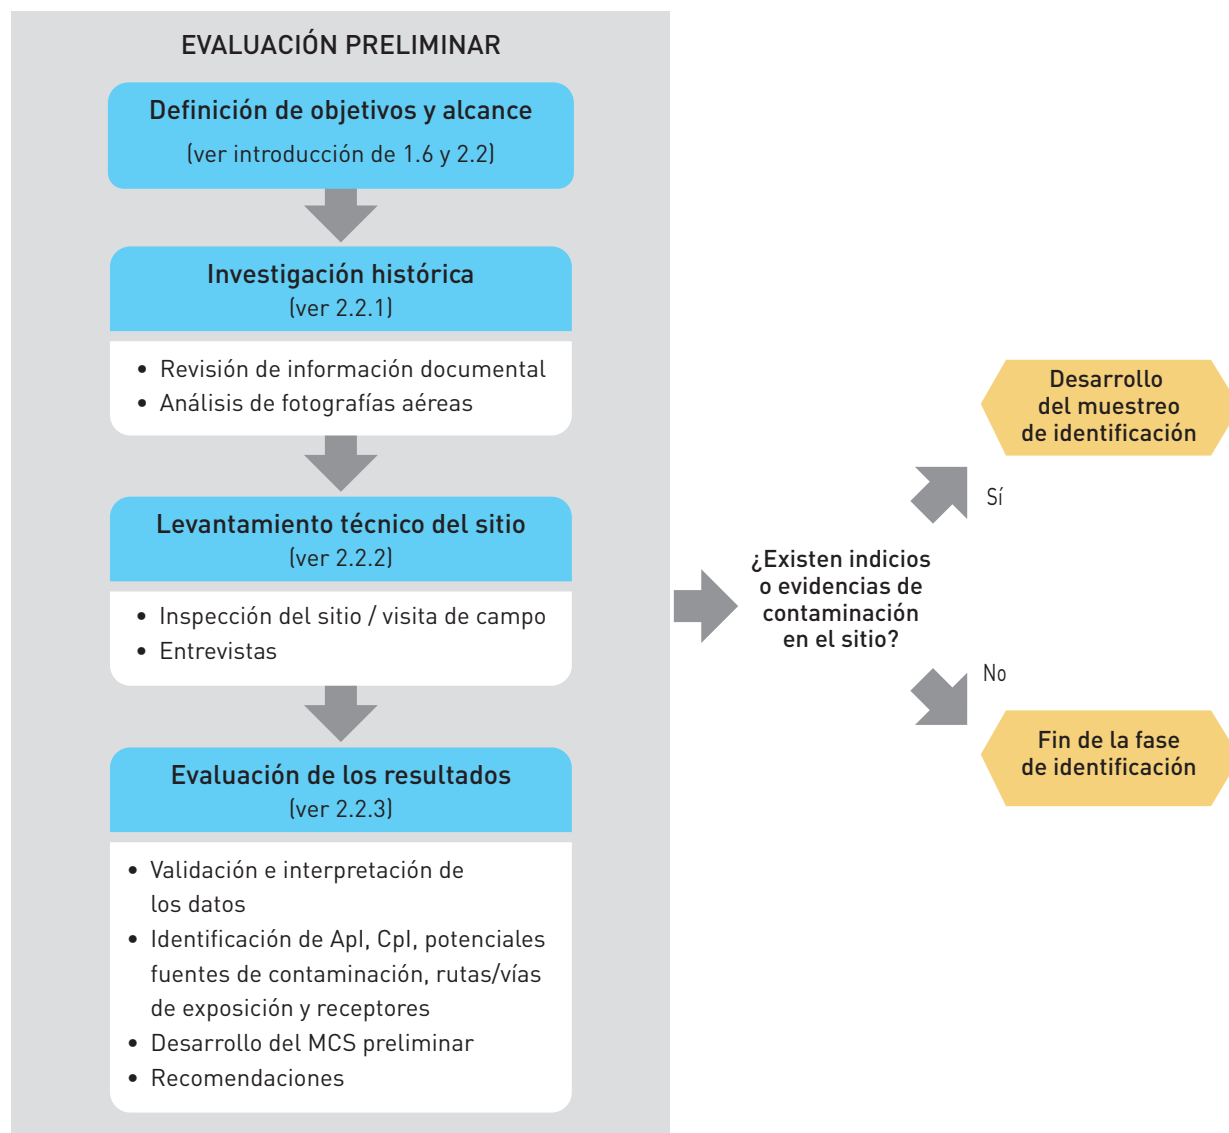 EVALUACIÓN PRELIMINAR
Definición de objetivos y alcance
(ver introducción de 1.6 y 2.2)
Investigación histórica
(ver 2.2.1)
• Revisión de información documental
• Análisis de fotografías aéreas
Levantamiento técnico del sitio
(ver 2.2.2)
• Inspección del sitio / visita de campo
• Entrevistas
Evaluación de los resultados
(ver 2.2.3)
• Validación e interpretación de
los datos
• Identificación de ApI, CpI, potenciales
fuentes de contaminación, rutas/vías
de exposición y receptores
• Desarrollo del MCS preliminar
• Recomendaciones
¿Existen indicios
o evidencias de
contaminación
en el sitio?
Sí
Desarrollo
del muestreo
de identificación
No
Fin de la fase
de identificación